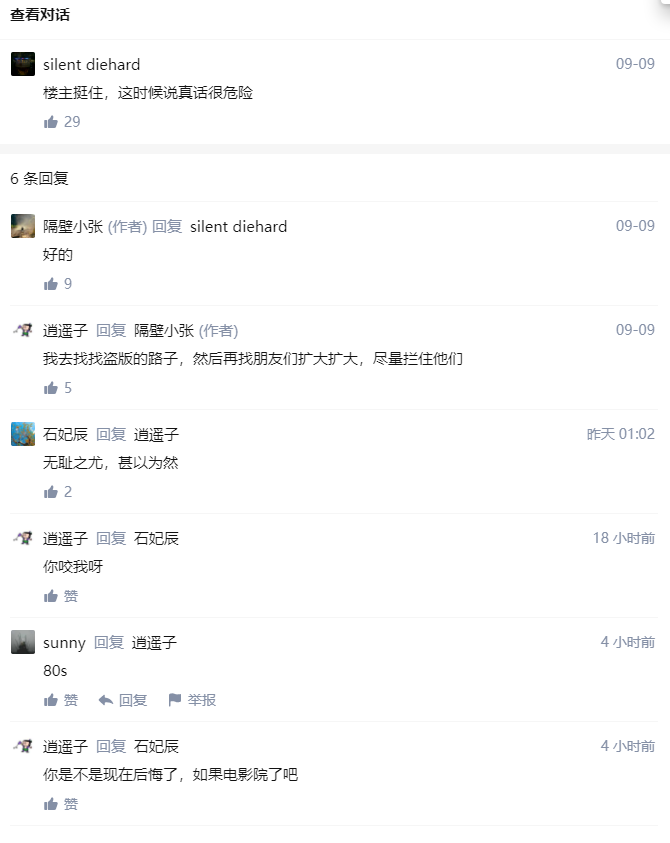 查看对话
silent diehard 09-09
楼主挺住，这时候说真话很危险
29
6 条回复
隔壁小张 (作者) 回复 silent diehard 09-09
好的
9
逍遥子 回复 隔壁小张 (作者) 09-09
我去找找盗版的路子，然后再找朋友们扩大扩大，尽量拦住他们
5
石妃辰 回复 逍遥子 昨天 01:02
无耻之尤，甚以为然
2
逍遥子 回复 石妃辰 18 小时前
你咬我呀
赞
sunny 回复 逍遥子 4 小时前
80s
赞 回复 举报
逍遥子 回复 石妃辰 4 小时前
你是不是现在后悔了，如果电影院了吧
赞